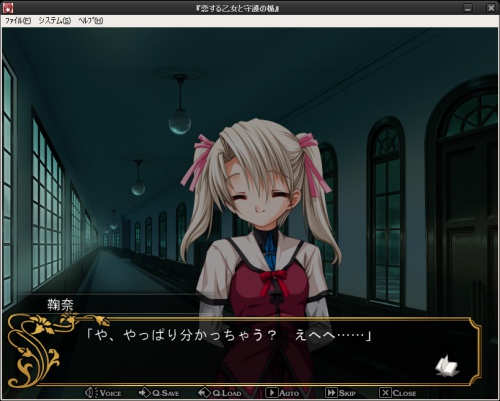 『恋する乙女と守護の楯』
ファイル(F) システム(S) ヘルプ(H)
鞠奈
「や、やっぱり分かっちゃう？　えへへ……」
VOICE Q.SAVE Q.LOAD AUTO SKIP CLOSE